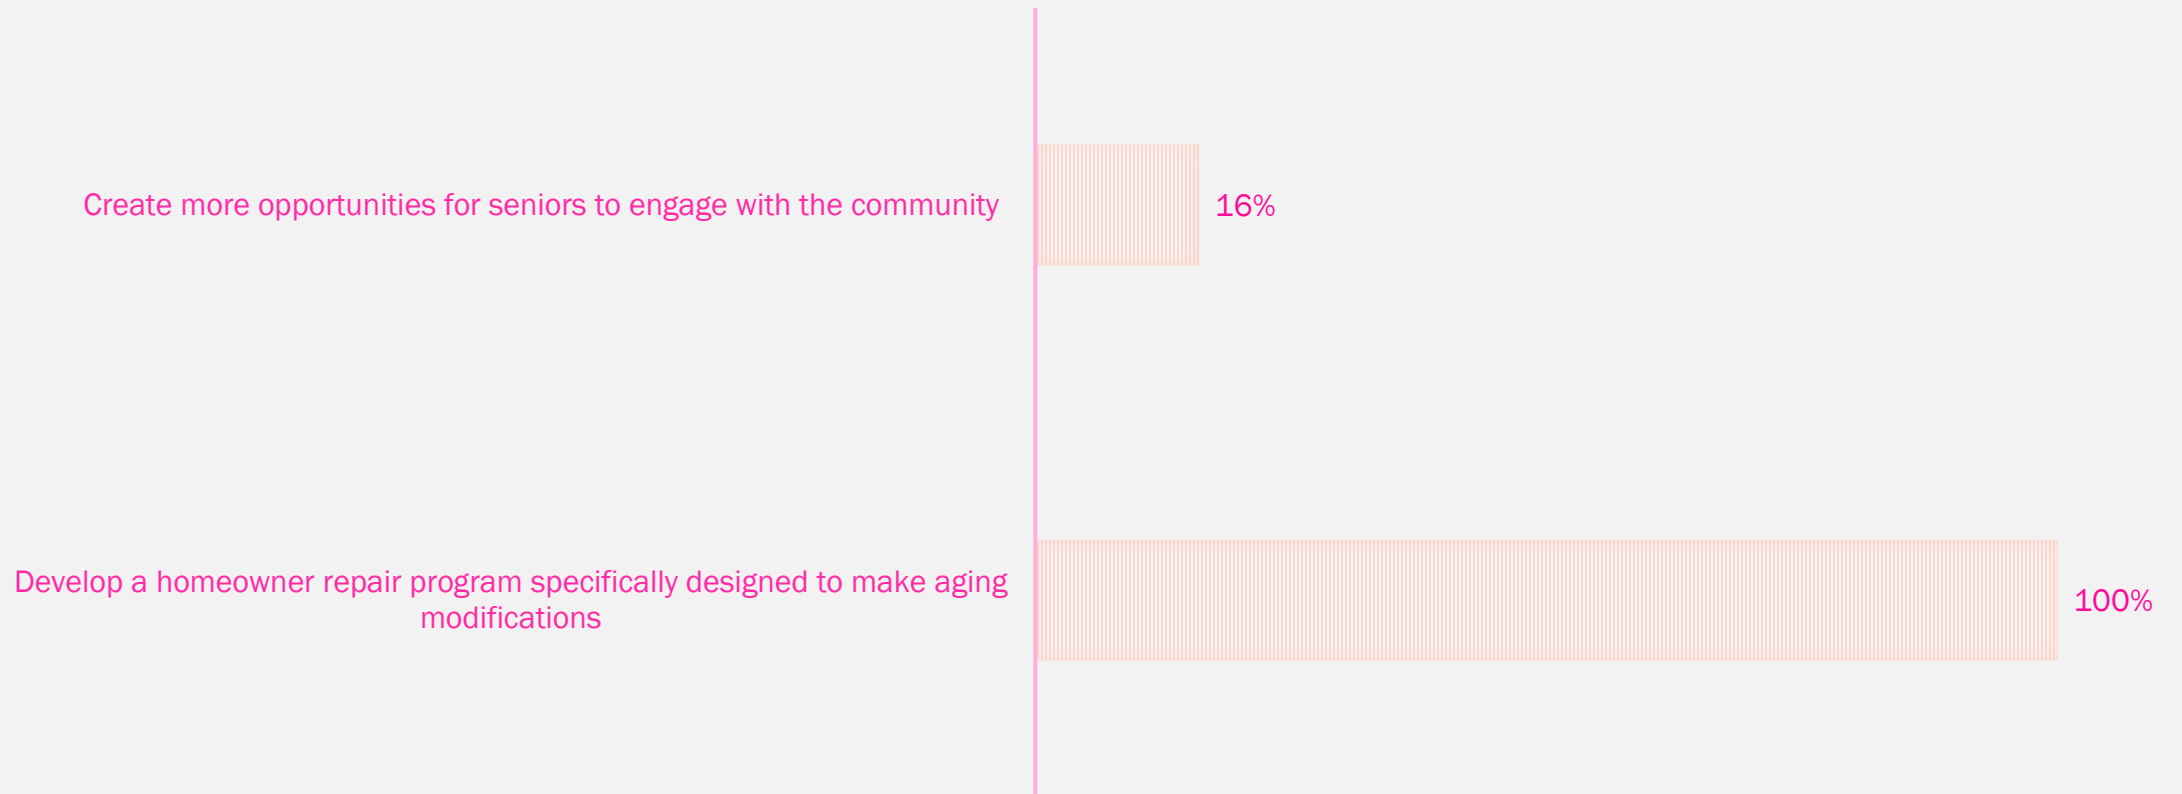 Create more opportunities for seniors to engage with the community
16%
Develop a homeowner repair program specifically designed to make aging
modifications
100%